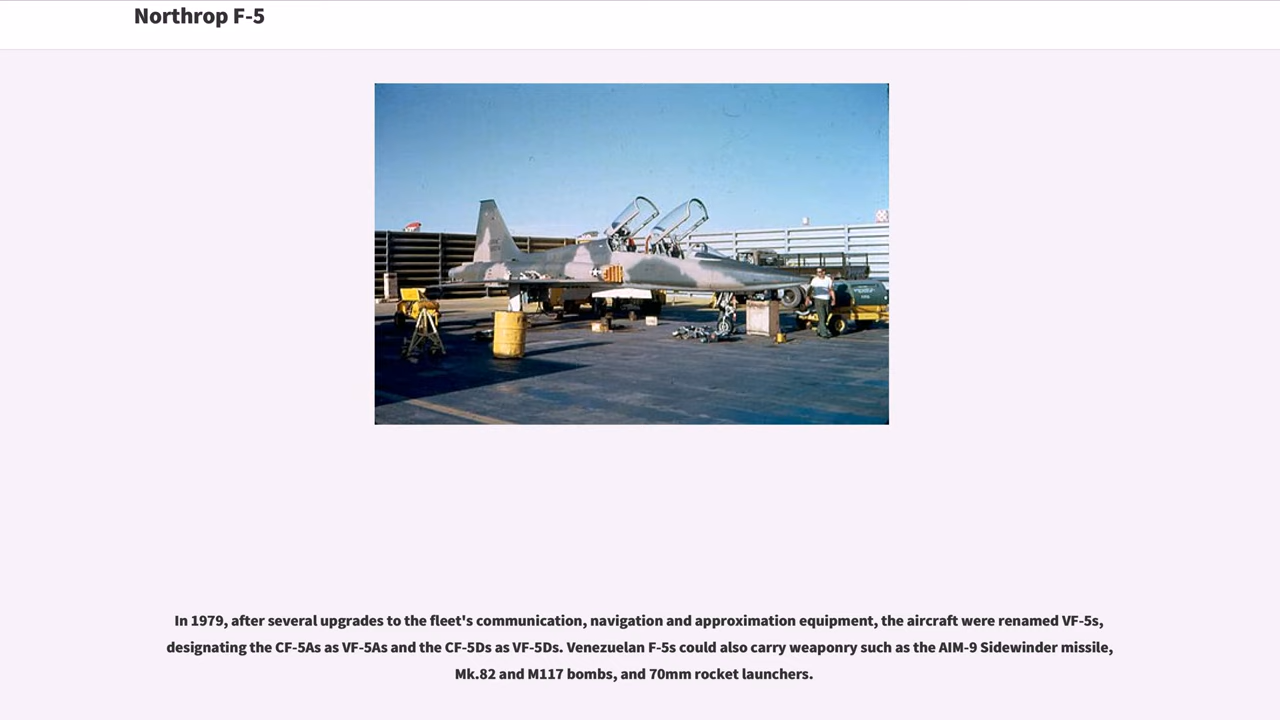 Northrop F-5
In 1979, after several upgrades to the fleet's communication, navigation and approximation equipment, the aircraft were renamed VF-5s,
designating the CF-5As as VF-5As and the CF-5Ds as VF-5Ds. Venezuelan F-5s could also carry weaponry such as the AIM-9 Sidewinder missile,
Mk.82 and M117 bombs, and 70mm rocket launchers.